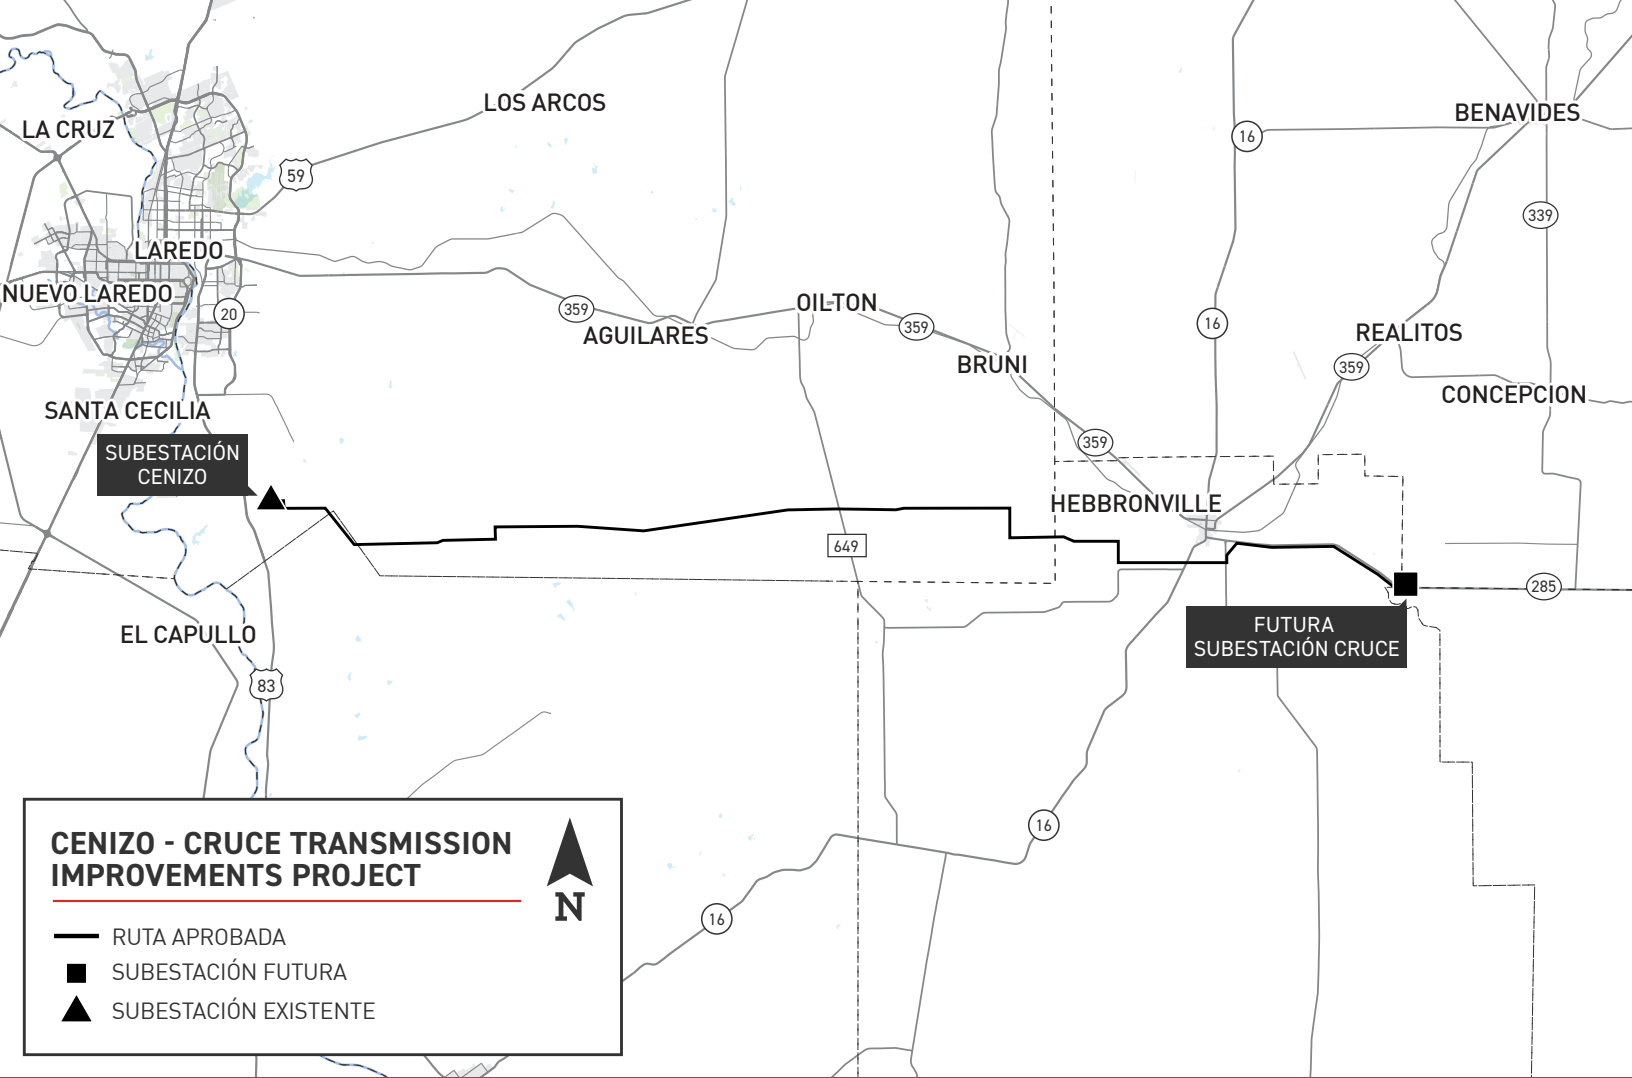 LOS ARCOS
BENAVIDES
LA CRUZ
16
59
339
LAREDO
NUEVO LAREDO
20
359
OILTON
359
16
AGUILARES
REALITOS
BRUNI
359
CONCEPCION
SANTA CECILIA
359
SUBESTACIÓN
CENIZO
HEBBRONVILLE
649
285
FUTURA
SUBESTACIÓN CRUCE
EL CAPULLO
83
16
16
CENIZO - CRUCE TRANSMISSION
IMPROVEMENTS PROJECT
N
RUTA APROBADA
SUBESTACIÓN FUTURA
SUBESTACIÓN EXISTENTE